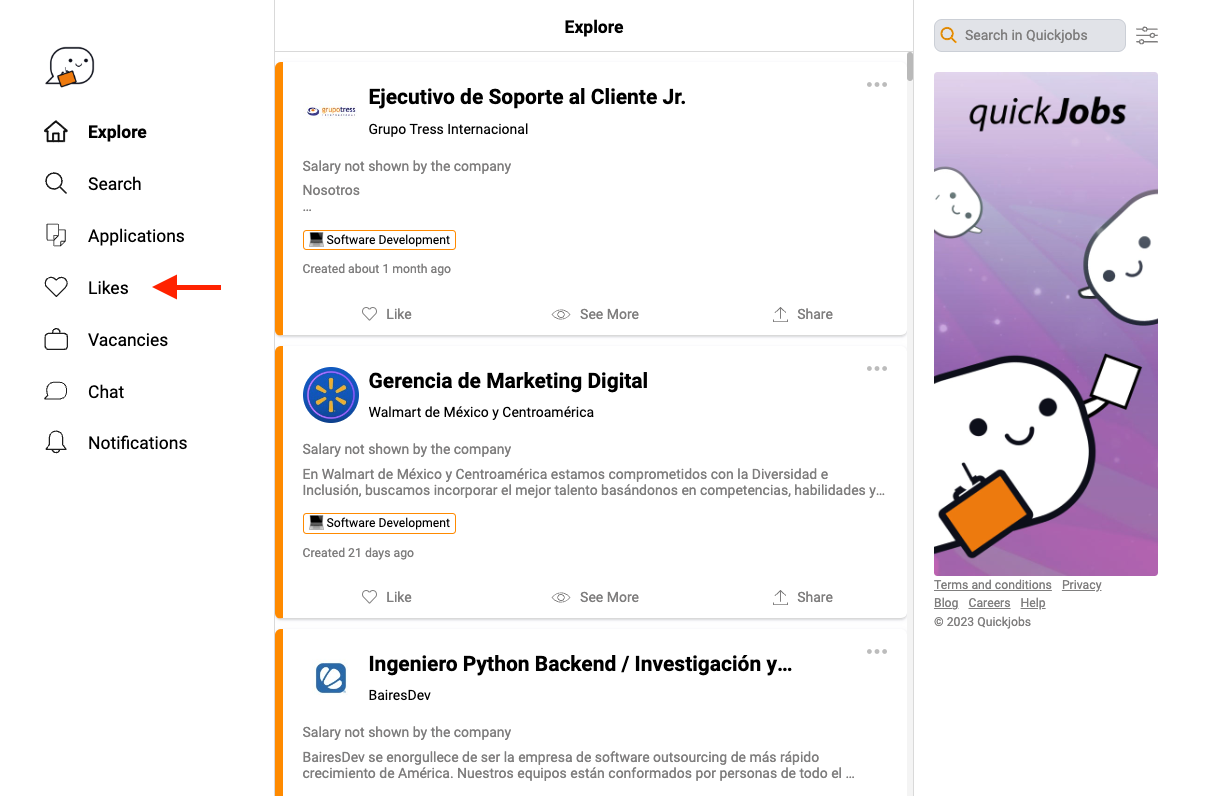 Explore
Search
Applications
Likes
Vacancies
Chat
Notifications
Explore
grupotress
Ejecutivo de Soporte al Cliente Jr.
Grupo Tress Internacional
Salary not shown by the company
Nosotros
...
Software Development
Created about 1 month ago
Like
See More
Share
Gerencia de Marketing Digital
Walmart de México y Centroamérica
Salary not shown by the company
En Walmart de México y Centroamérica estamos comprometidos con la Diversidad e
Inclusión, buscamos incorporar el mejor talento basándonos en competencias, habilidades y...
Software Development
Created 21 days ago
Like
See More
Share
Ingeniero Python Backend / Investigación y...
BairesDev
Salary not shown by the company
BairesDev se enorgullece de ser la empresa de software outsourcing de más rápido
crecimiento de América. Nuestros equipos están conformados por personas de todo el ...
Search in Quickjobs
quickJobs
Terms and conditions Privacy
Blog Careers Help
© 2023 Quickjobs